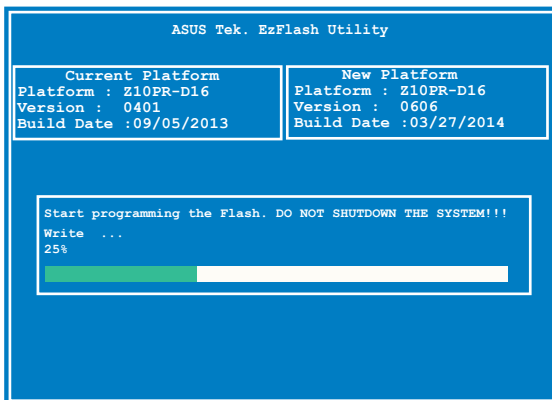 ASUS Tek. EzFlash Utility
Current Platform
Platform : Z10PR-D16
Version : 0401
Build Date :09/05/2013
New Platform
Platform : Z10PR-D16
Version : 0606
Build Date :03/27/2014
Start programming the Flash. DO NOT SHUTDOWN THE SYSTEM!!!
Write ...
25%